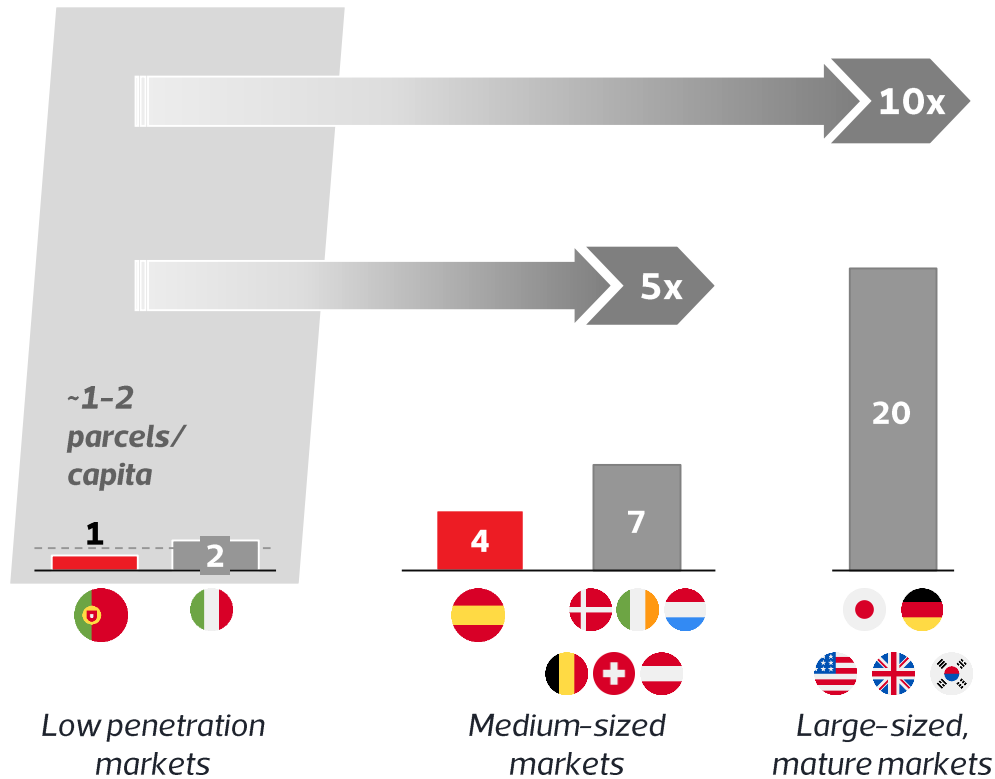 10x
5x
~1–2
parcels/
capita
1
2
4
7
20
Low penetration
markets
Medium-sized
markets
Large-sized,
mature markets